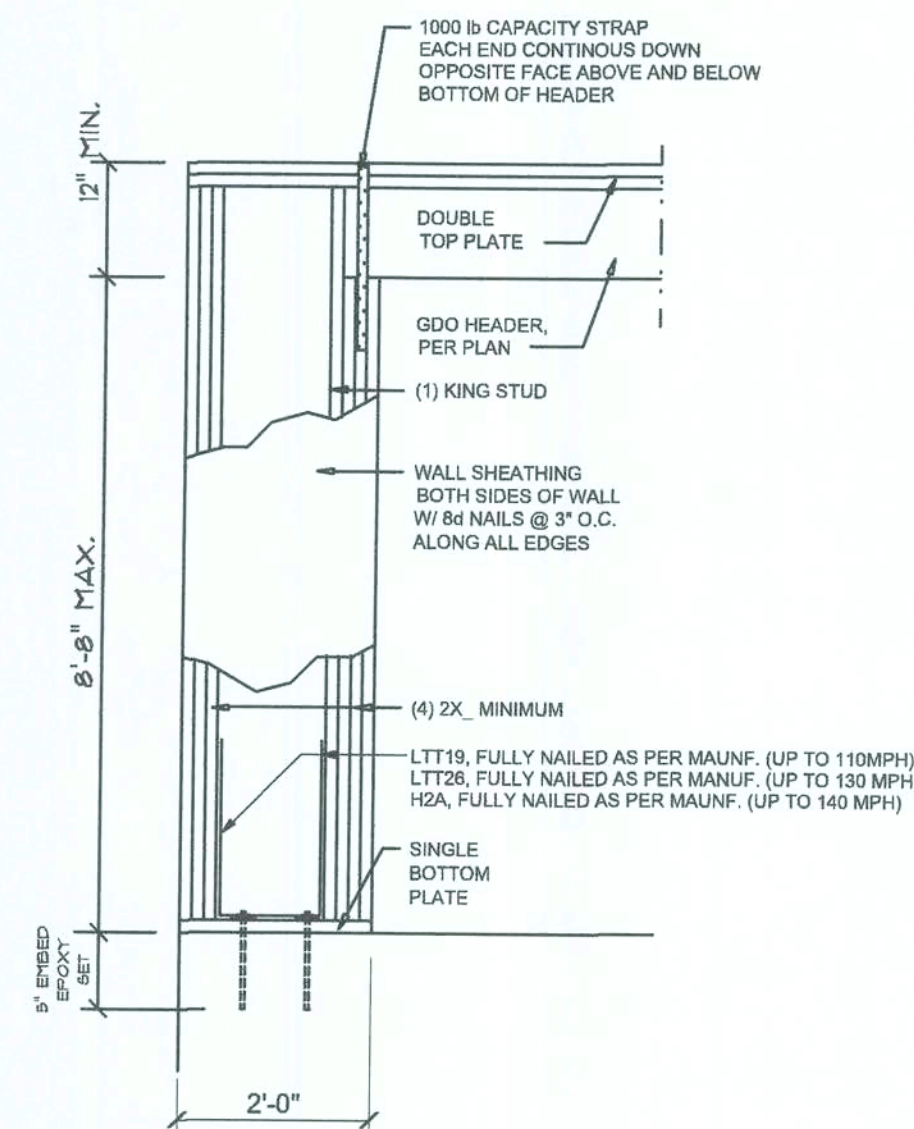 1000 lb CAPACITY STRAP
EACH END CONTINOUS DOWN
OPPOSITE FACE ABOVE AND BELOW
BOTTOM OF HEADER
12" MIN.
DOUBLE
TOP PLATE
GDO HEADER,
PER PLAN
(1) KING STUD
WALL SHEATHING
BOTH SIDES OF WALL
W/ 8d NAILS @ 3" O.C.
ALONG ALL EDGES
8'-8" MAX.
(4) 2X_ MINIMUM
LTT19, FULLY NAILED AS PER MAUNF. (UP TO 110MPH)
LTT26, FULLY NAILED AS PER MANUF. (UP TO 130 MPH
H2A, FULLY NAILED AS PER MAUNF. (UP TO 140 MPH)
SINGLE
BOTTOM
PLATE
5" EMBED
EPOXY
SET
2'-0"